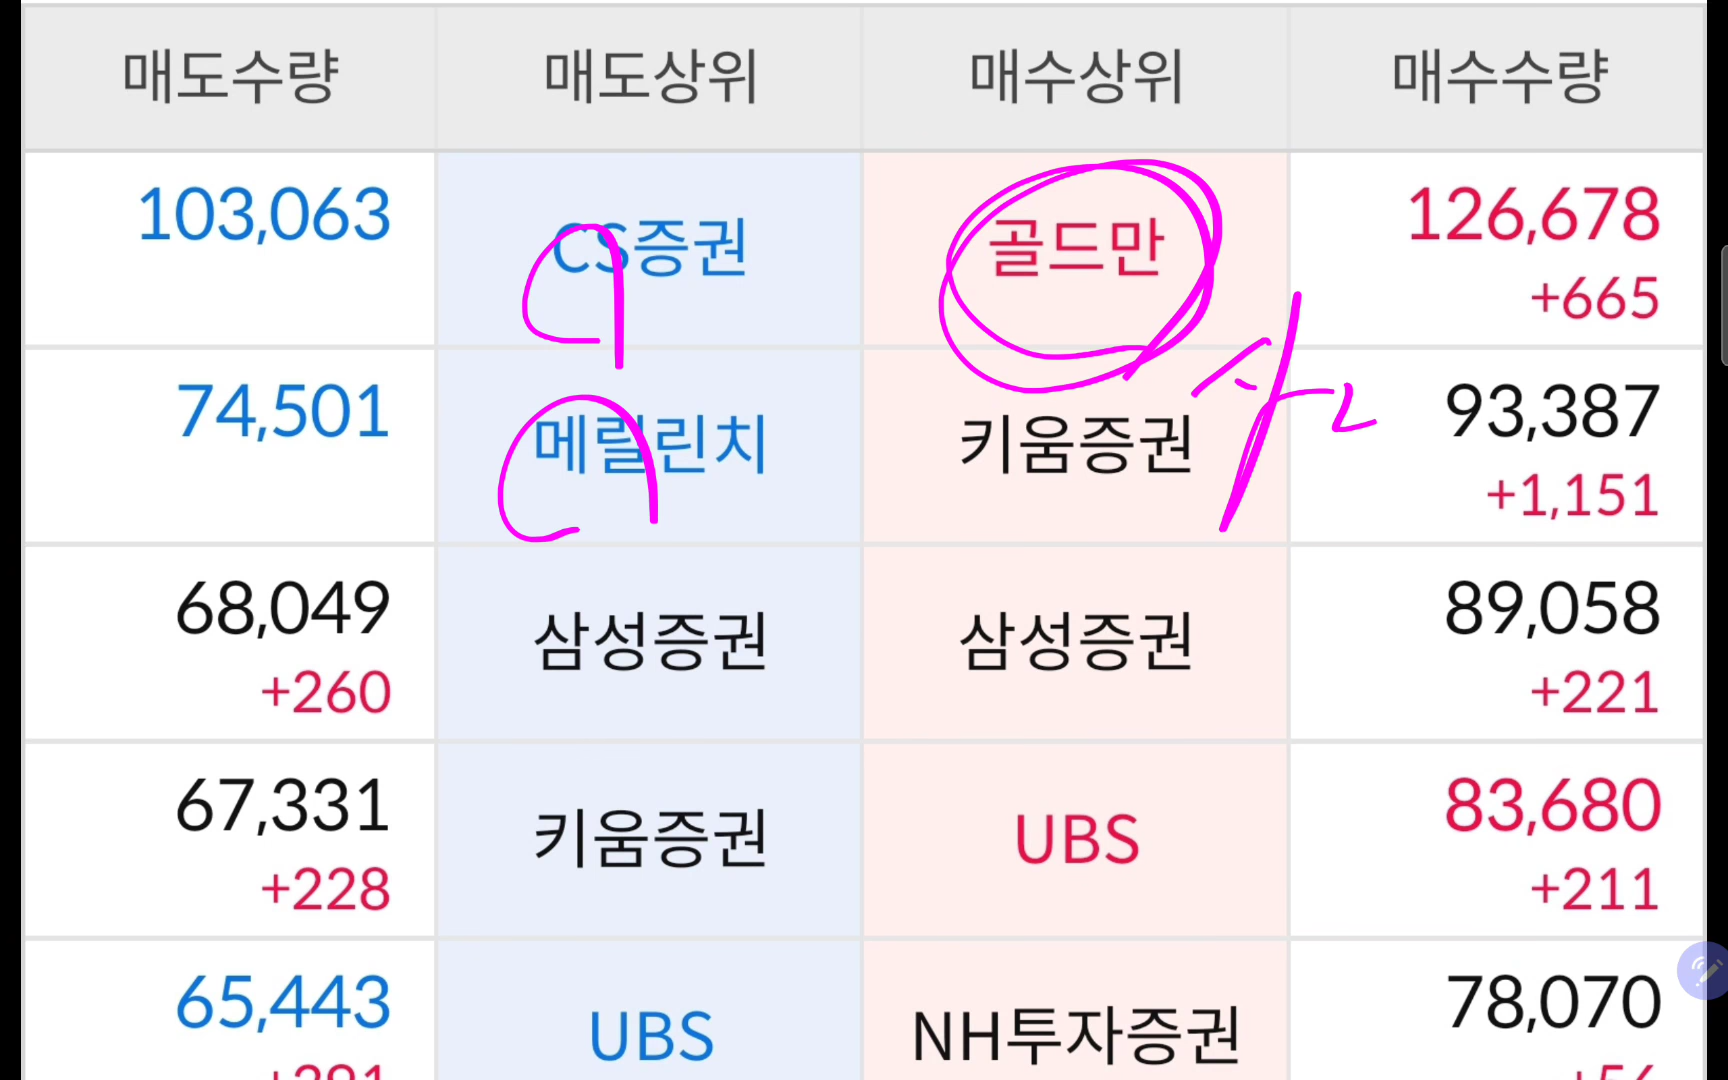 매도수량 매도상위 매수상위 매수수량
103,063 CS증권 골드만 126,678
+665
74,501 메릴린치 키움증권 93,387
+1,151
68,049 삼성증권 삼성증권 89,058
+260 +221
67,331 키움증권 UBS 83,680
+228 +211
65,443 UBS NH투자증권 78,070